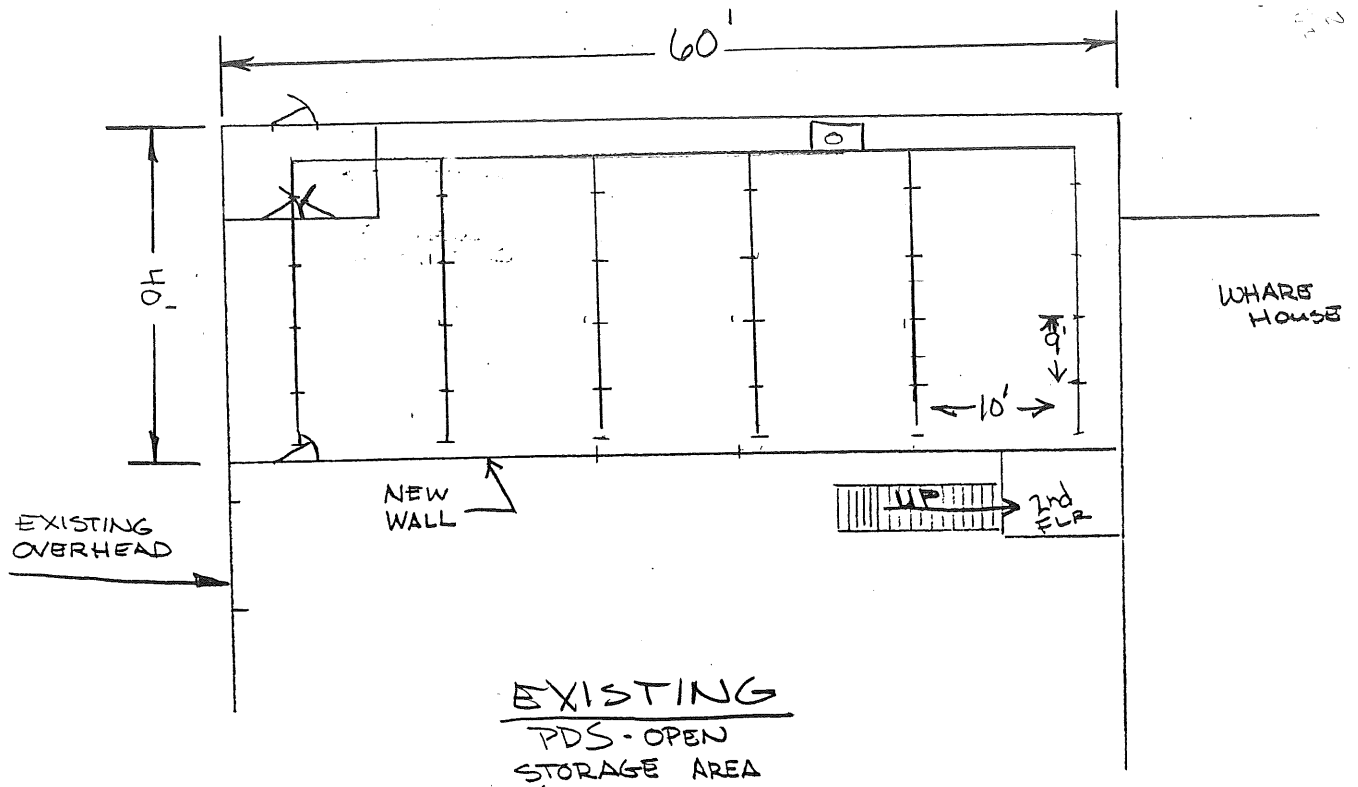 60'
40'
WHARE
HOUSE
9'
10'
NEW
WALL
UP
2nd
FLR
EXISTING
OVERHEAD
EXISTING
PDS-OPEN
STORAGE AREA